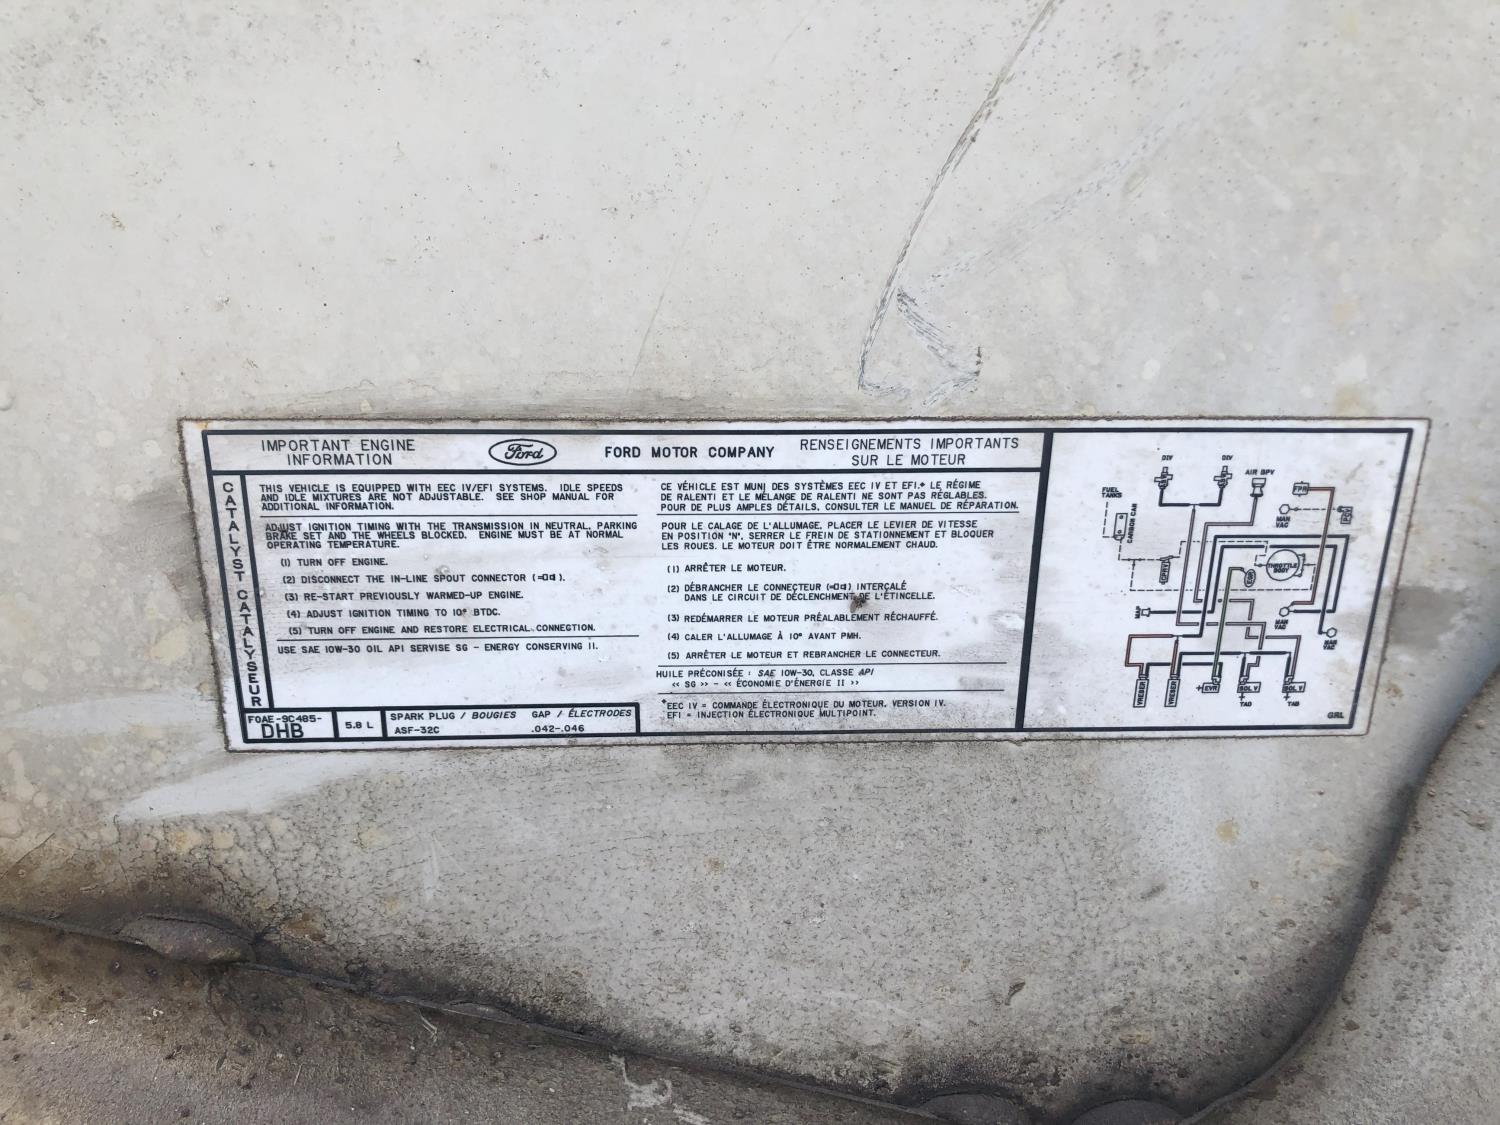 IMPORTANT ENGINE
INFORMATION
Ford
FORD MOTOR COMPANY
RENSEIGNEMENTS IMPORTANTS
SUR LE MOTEUR
CATALYST CATALYSEUR
THIS VEHICLE IS EQUIPPED WITH EEC IV/EFI SYSTEMS. IDLE SPEEDS
AND IDLE MIXTURES ARE NOT ADJUSTABLE. SEE SHOP MANUAL FOR
ADDITIONAL INFORMATION.
ADJUST IGNITION TIMING WITH THE TRANSMISSION IN NEUTRAL, PARKING
BRAKE SET AND THE WHEELS BLOCKED. ENGINE MUST BE AT NORMAL
OPERATING TEMPERATURE.
(1) TURN OFF ENGINE.
(2) DISCONNECT THE IN-LINE SPOUT CONNECTOR ( ).
(3) RE-START PREVIOUSLY WARMED-UP ENGINE.
(4) ADJUST IGNITION TIMING TO 10° BTDC.
(5) TURN OFF ENGINE AND RESTORE ELECTRICAL CONNECTION.
USE SAE 10W-30 OIL API SERVISE SG - ENERGY CONSERVING II.
F0AE-9C485-
DHB
5.8 L
SPARK PLUG / BOUGIES GAP / ÉLECTRODES
ASF-32C .042-.046
CE VÉHICLE EST MUNI DES SYSTÈMES EEC IV ET EFI.* LE RÉGIME
DE RALENTI ET LE MÉLANGE DE RALENTI NE SONT PAS RÉGLABLES.
POUR DE PLUS AMPLES DÉTAILS, CONSULTER LE MANUEL DE RÉPARATION.
POUR LE CALAGE DE L'ALLUMAGE, PLACER LE LEVIER DE VITESSE
EN POSITION "N", SERRER LE FREIN DE STATIONNEMENT ET BLOQUER
LES ROUES. LE MOTEUR DOIT ÊTRE NORMALEMENT CHAUD.
(1) ARRÊTER LE MOTEUR.
(2) DÉBRANCHER LE CONNECTEUR ( ) INTERÇALÉ
DANS LE CIRCUIT DE DÉCLENCHMENT DE L'ÉTINCELLE.
(3) REDÉMARRER LE MOTEUR PRÉALABLEMENT RÉCHAUFFÉ.
(4) CALER L'ALLUMAGE À 10° AVANT PMH.
(5) ARRÊTER LE MOTEUR ET REBRANCHER LE CONNECTEUR.
HUILE PRÉCONISÉE : SAE 10W-30, CLASSE API
<< SG >> - << ÉCONOMIE D'ÉNERGIE II >>
*EEC IV = COMMANDE ÉLECTRONIQUE DU MOTEUR, VERSION IV.
EFI = INJECTION ÉLECTRONIQUE MULTIPOINT.
DIV
DIV
AIR BPV
FUEL
TANKS
CARBON CAN
FPR
MAN
VAC
PCV
CPRV
THROTTLE
BODY
EGR
MAP
MAN
VAC
MAN
VAC
VRESER
VRESER
EVR
SOL V
TAD
SOL V
TAB
GRL